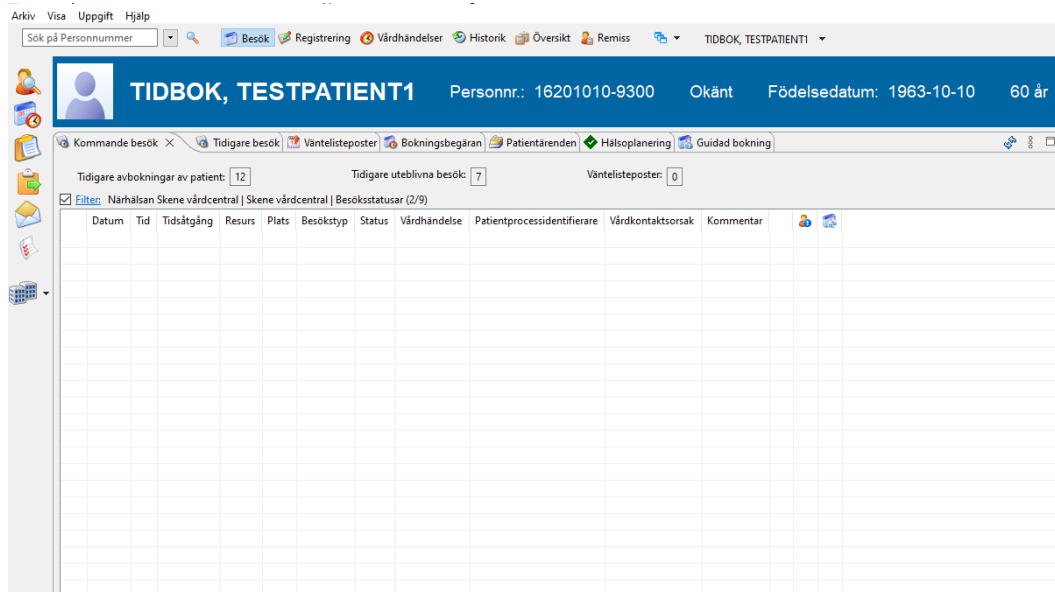 Arkiv Visa Uppgift Hjälp
Sök på Personnummer Besök Registrering Vårdhändelser Historik Översikt Remiss TIDBOK, TESTPATIENT1
TIDBOK, TESTPATIENT1 Personnr.: 16201010-9300 Okänt Födelsedatum: 1963-10-10 60 år
Kommande besök Tidigare besök Väntelisteposter Bokningsbegäran Patientärenden Hälsoplanering Guidad bokning
Tidigare avbokningar av patient: 12 Tidigare uteblivna besök: 7 Väntelisteposter: 0
Filter: Närhälsan Skene vårdcentral | Skene vårdcentral | Besöksstatusar (2/9)
Datum Tid Tidsåtgång Resurs Plats Besökstyp Status Vårdhändelse Patientprocessidentifierare Vårdkontaktsorsak Kommentar